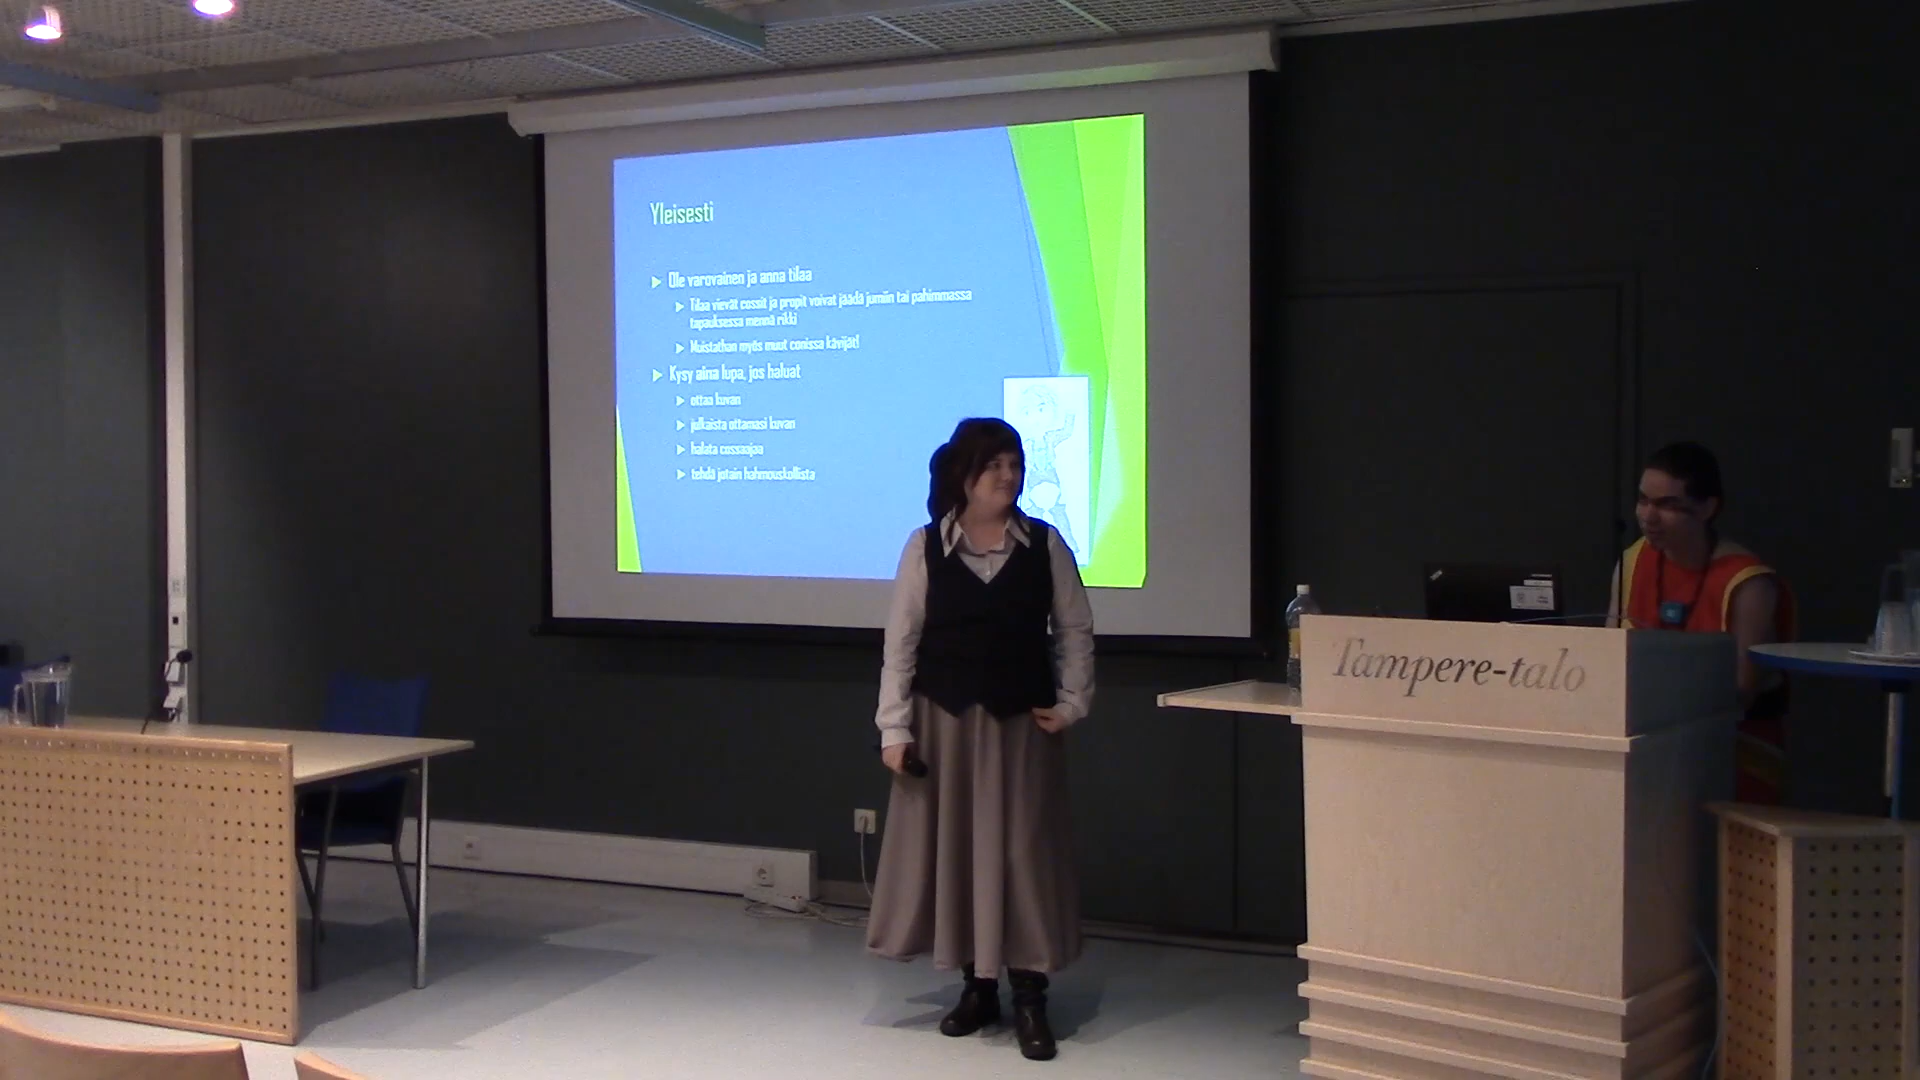 Yleisesti
Ole varovainen ja anna tilaa
Tilaa vievät cossit ja propit voivat jäädä jumiin tai pahimmassa
tapauksessa mennä rikki
Muistathan myös muut conissa kävijät!
Kysy aina lupa, jos haluat
ottaa kuvan
julkaista ottamasi kuvan
halata cossaajaa
tehdä jotain hahmouskollista
Tampere-talo